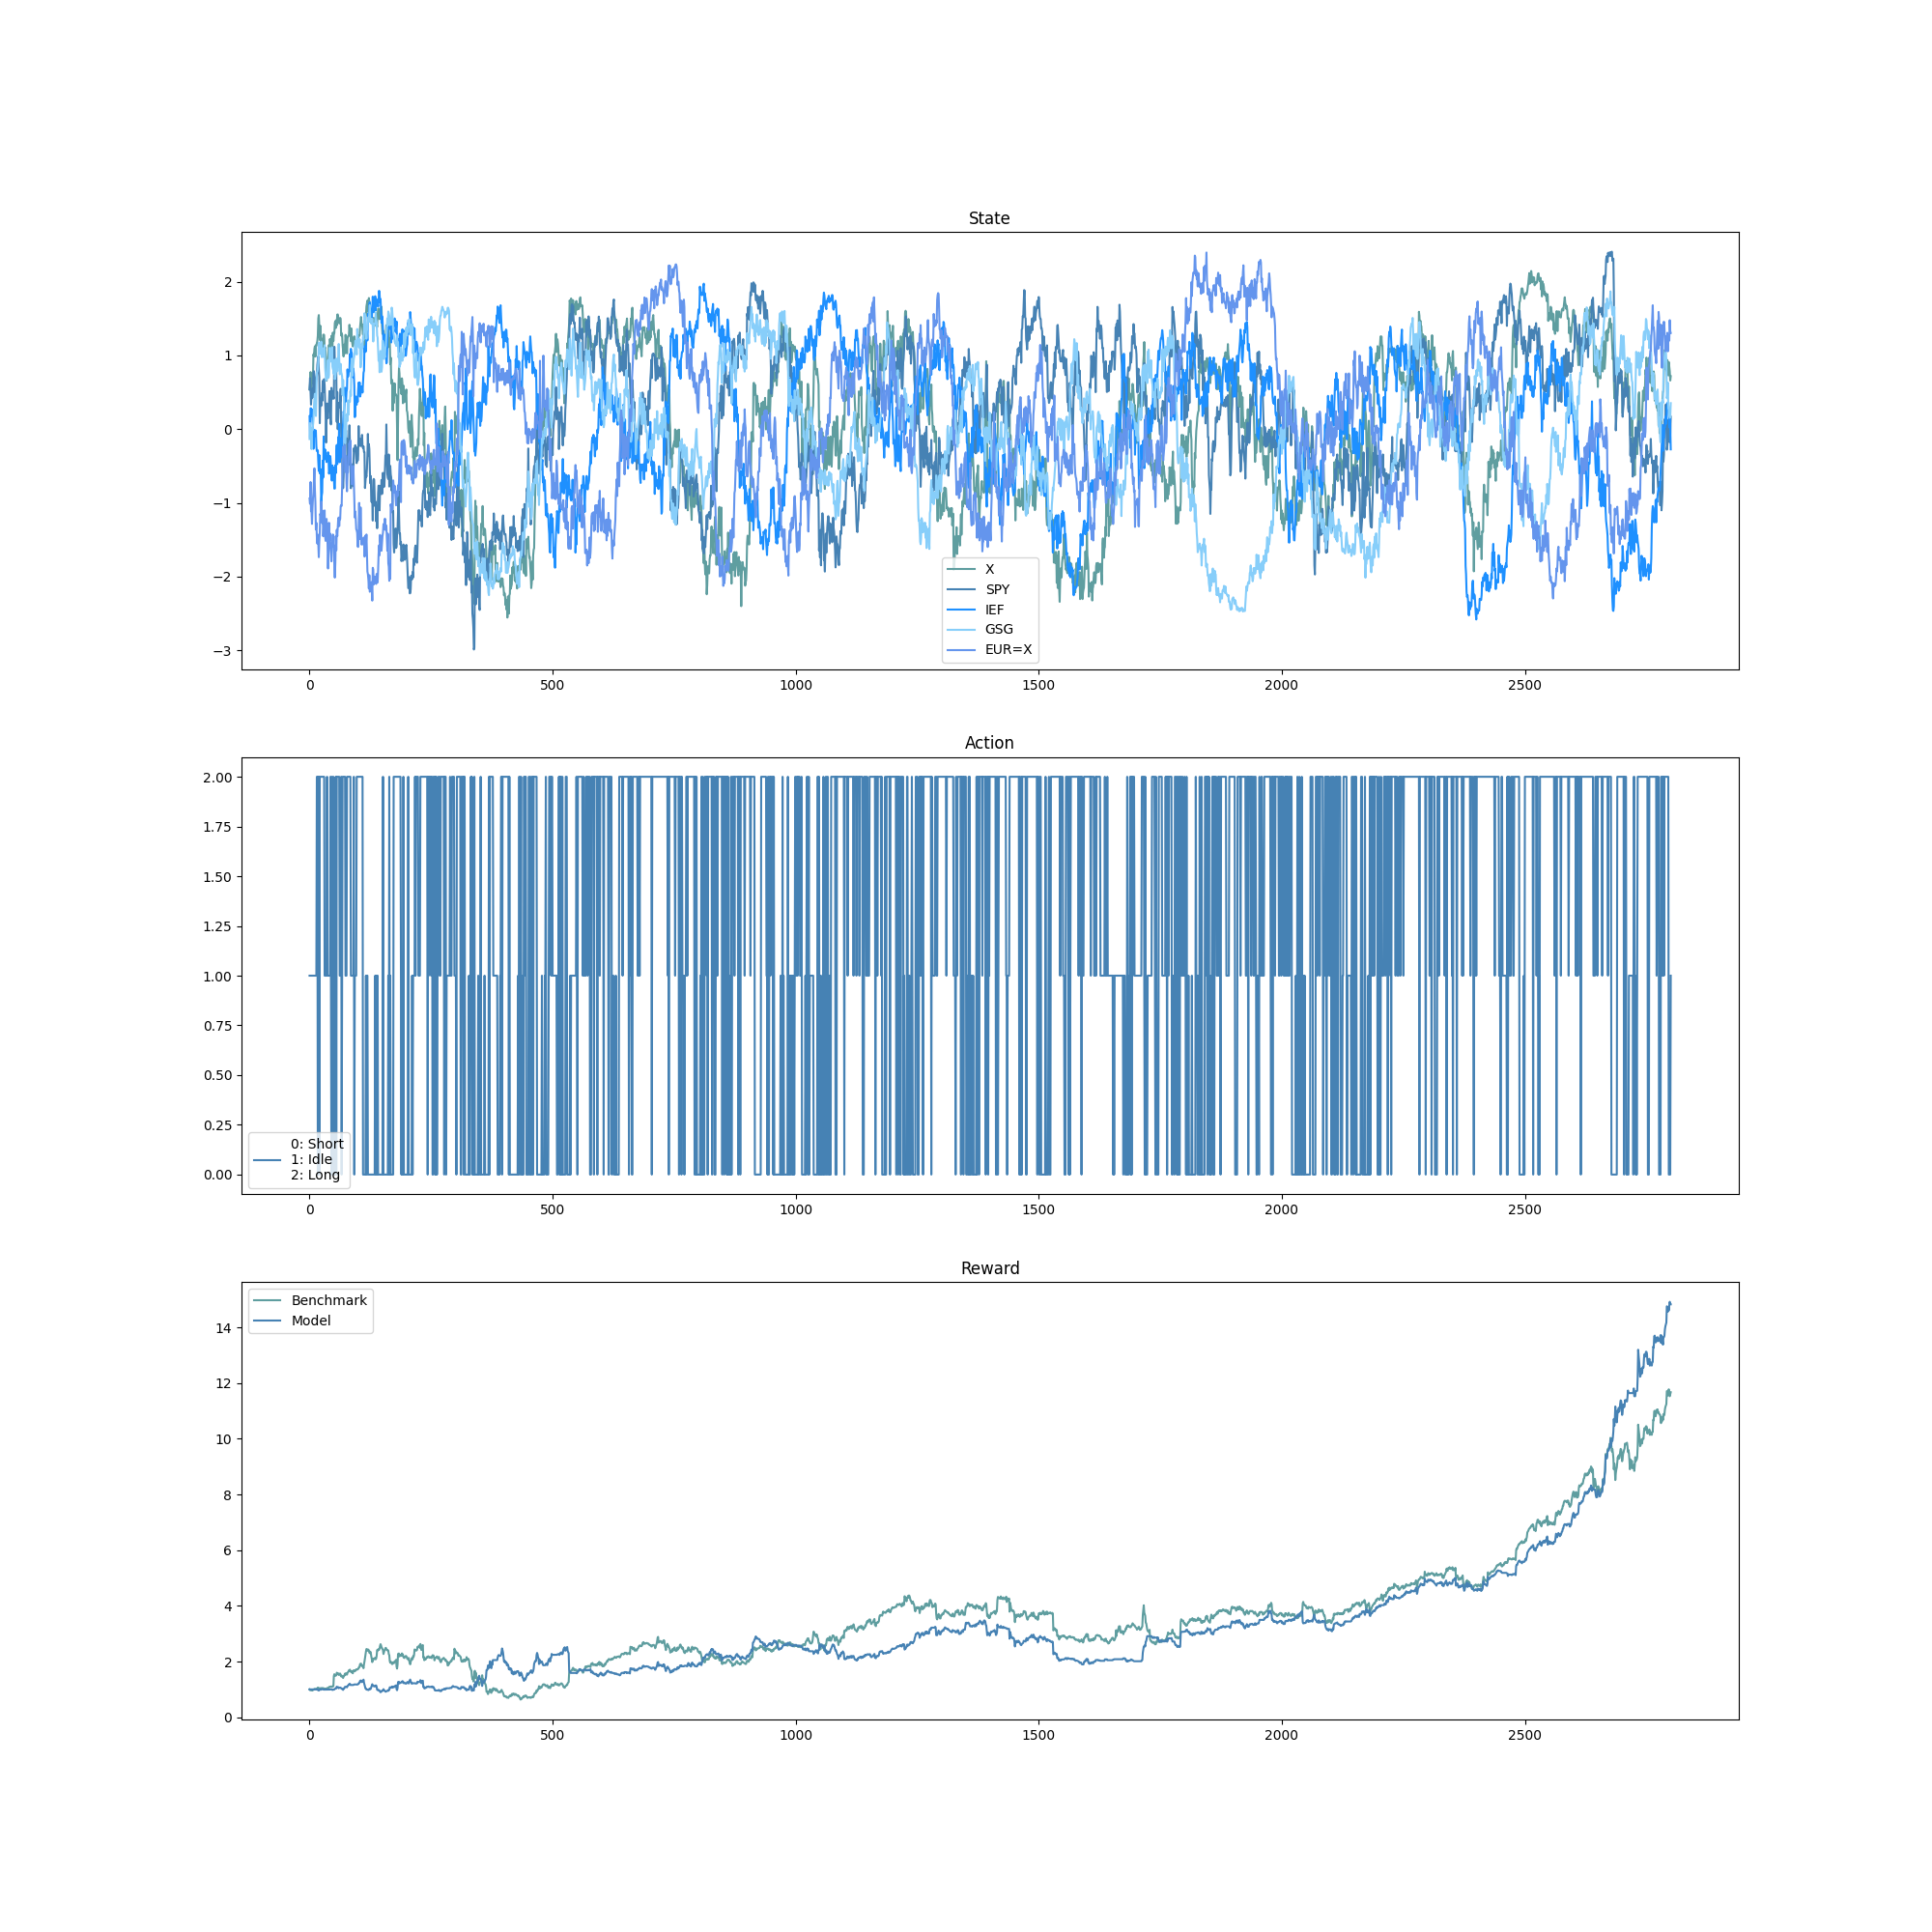 State
2
1
0
−1
−2
−3
X
SPY
IEF
GSG
EUR=X
0 500 1000 1500 2000 2500
Action
2.00
1.75
1.50
1.25
1.00
0.75
0.50
0.25
0.00
0: Short
1: Idle
2: Long
0 500 1000 1500 2000 2500
Reward
Benchmark
Model
14
12
10
8
6
4
2
0
0 500 1000 1500 2000 2500